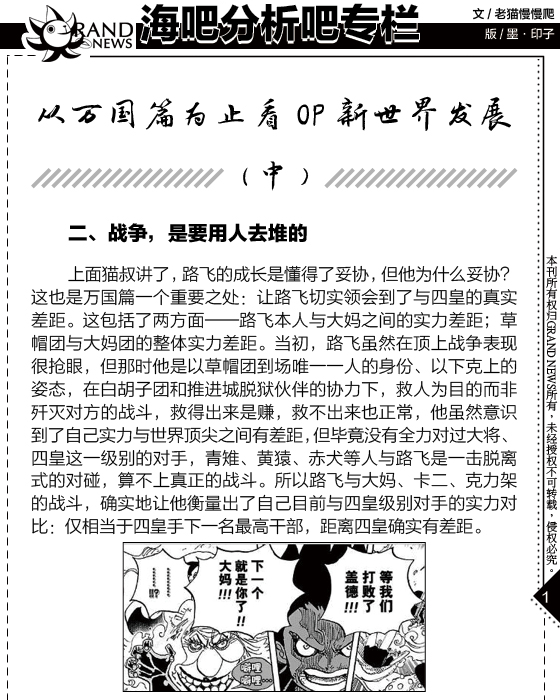 GRAND NEWS
海吧分析吧专栏
文 / 老猫慢慢爬
版 / 墨 · 印子
从万国篇为止看 OP 新世界发展
（中）
二、战争，是要用人去堆的
上面猫叔讲了，路飞的成长是懂得了妥协，但他为什么妥协？
这也是万国篇一个重要之处：让路飞切实领会到了与四皇的真实
差距。这包括了两方面——路飞本人与大妈之间的实力差距；草
帽团与大妈团的整体实力差距。当初，路飞虽然在顶上战争表现
很抢眼，但那时他是以草帽团到场唯一一人的身份、以下克上的
姿态，在白胡子团和推进城脱狱伙伴的协力下，救人为目的而非
歼灭对方的战斗，救得出来是赚，救不出来也正常，他虽然意识
到了自己实力与世界顶尖之间有差距，但毕竟没有全力对过大将、
四皇这一级别的对手，青雉、黄猿、赤犬等人与路飞是一击脱离
式的对碰，算不上真正的战斗。所以路飞与大妈、卡二、克力架
的战斗，确实地让他衡量出了自己目前与四皇级别对手的实力对
比：仅相当于四皇手下一名最高干部，距离四皇确实有差距。
本刊所有权归GRAND NEWS所有，未经授权不可转载，侵权必究。
1
等我们
打败了
盖德!!!
下一个
就是你了!!
大妈!!!
…………!!?
嘻哩
嘻哩…